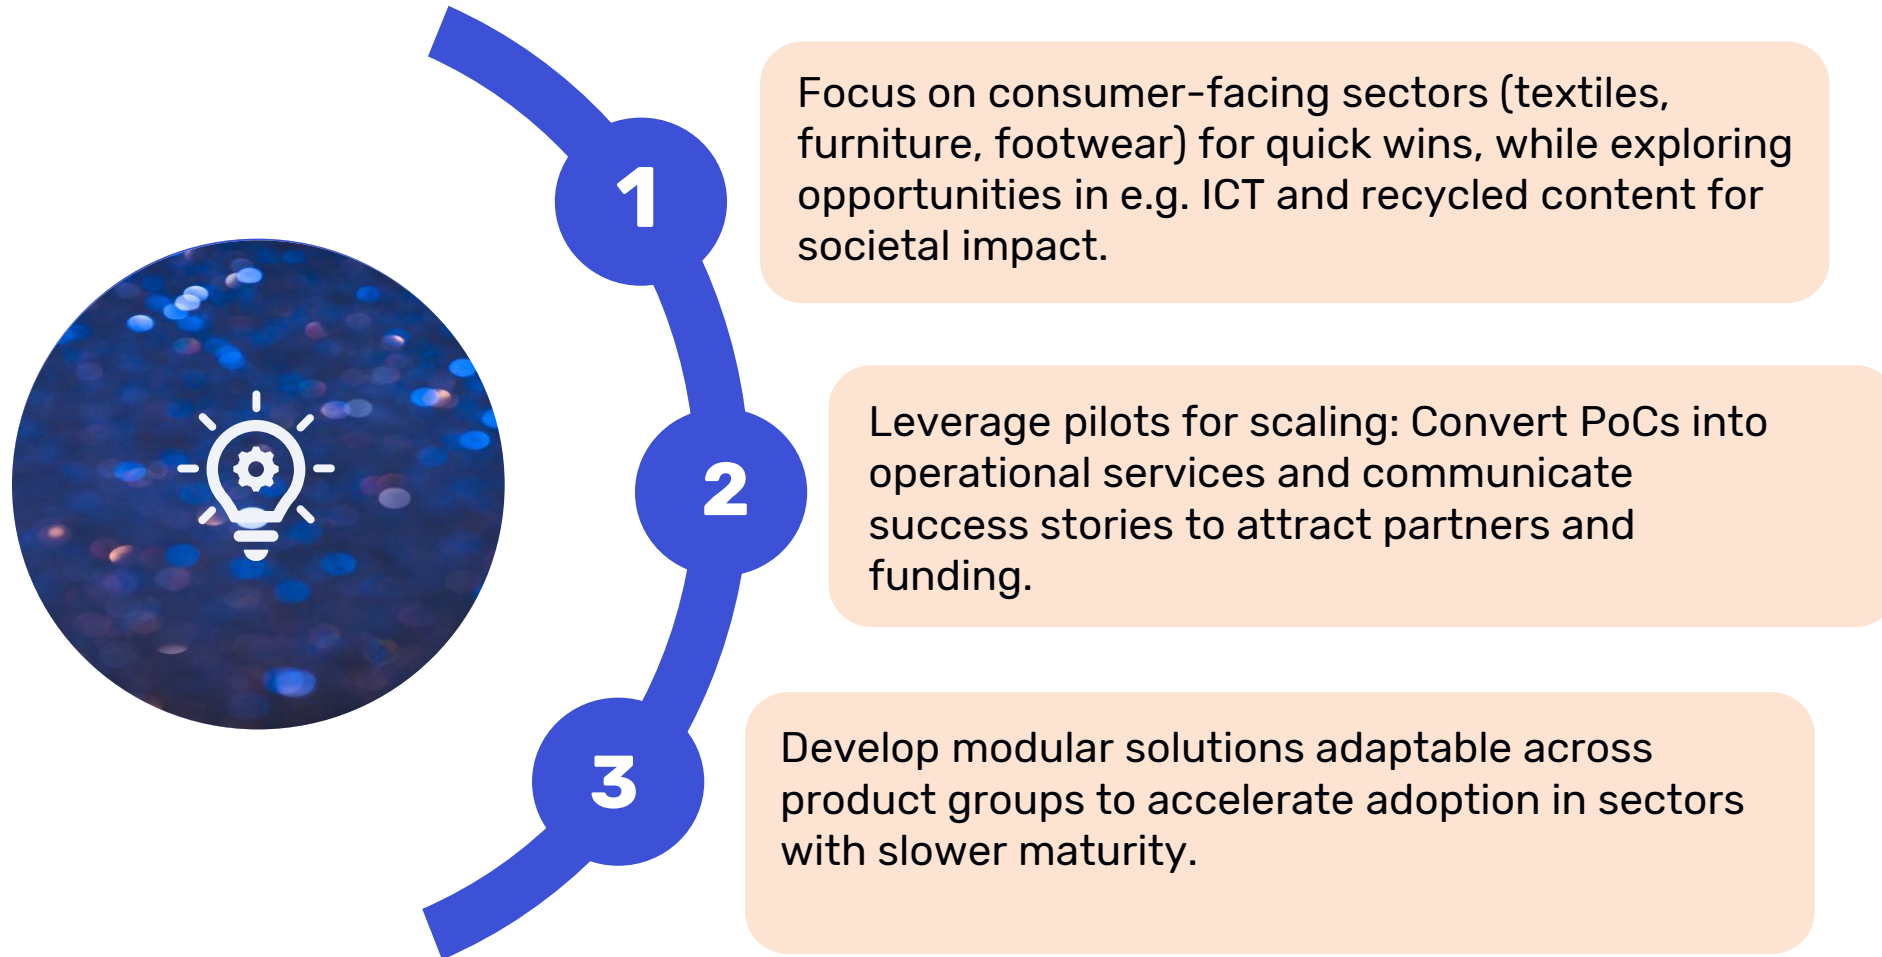 1
Focus on consumer-facing sectors (textiles,
furniture, footwear) for quick wins, while exploring
opportunities in e.g. ICT and recycled content for
societal impact.
2
Leverage pilots for scaling: Convert PoCs into
operational services and communicate
success stories to attract partners and
funding.
3
Develop modular solutions adaptable across
product groups to accelerate adoption in sectors
with slower maturity.